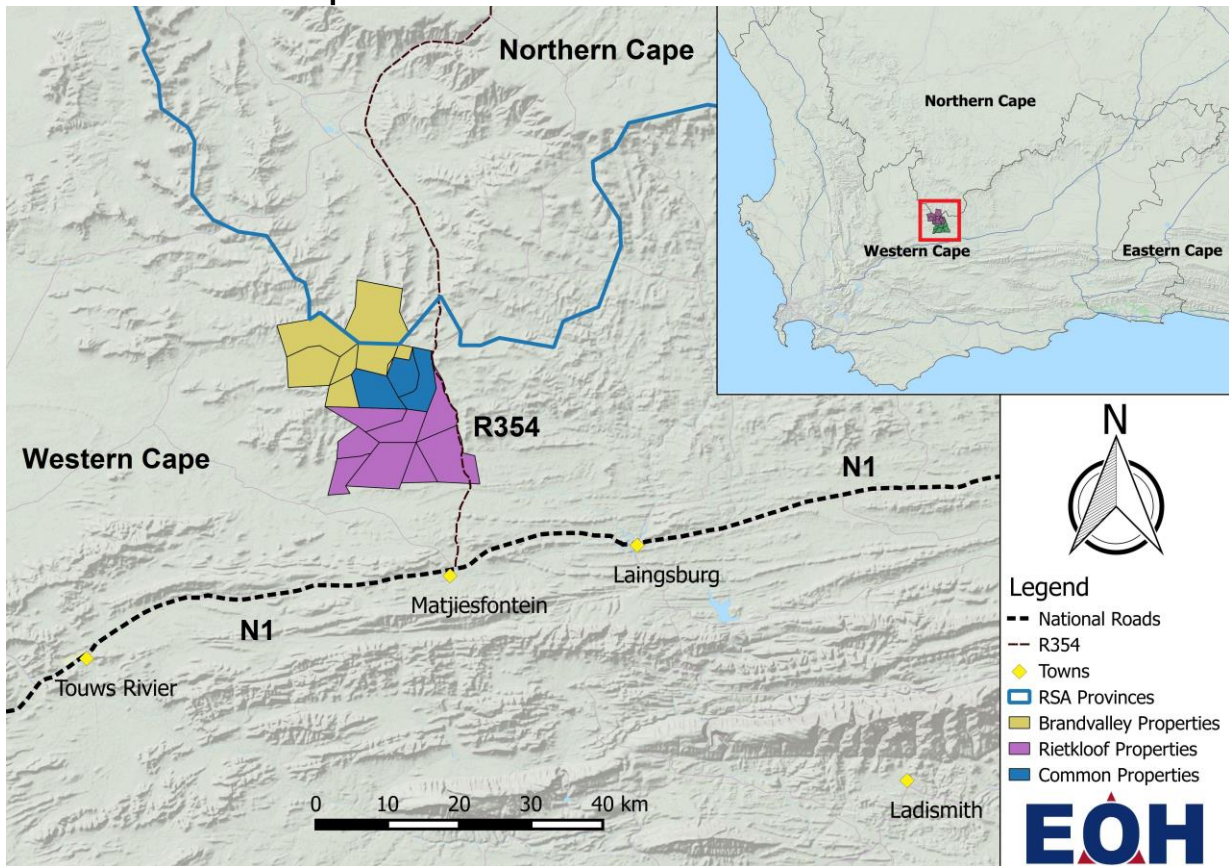 Northern Cape
Northern Cape
Western Cape
Eastern Cape
R354
Western Cape
N1
N
Laingsburg
Matjiesfontein
N1
Touws Rivier
Ladismith
0 10 20 30 40 km
Legend
National Roads
R354
Towns
RSA Provinces
Brandvalley Properties
Rietkloof Properties
Common Properties
EOH